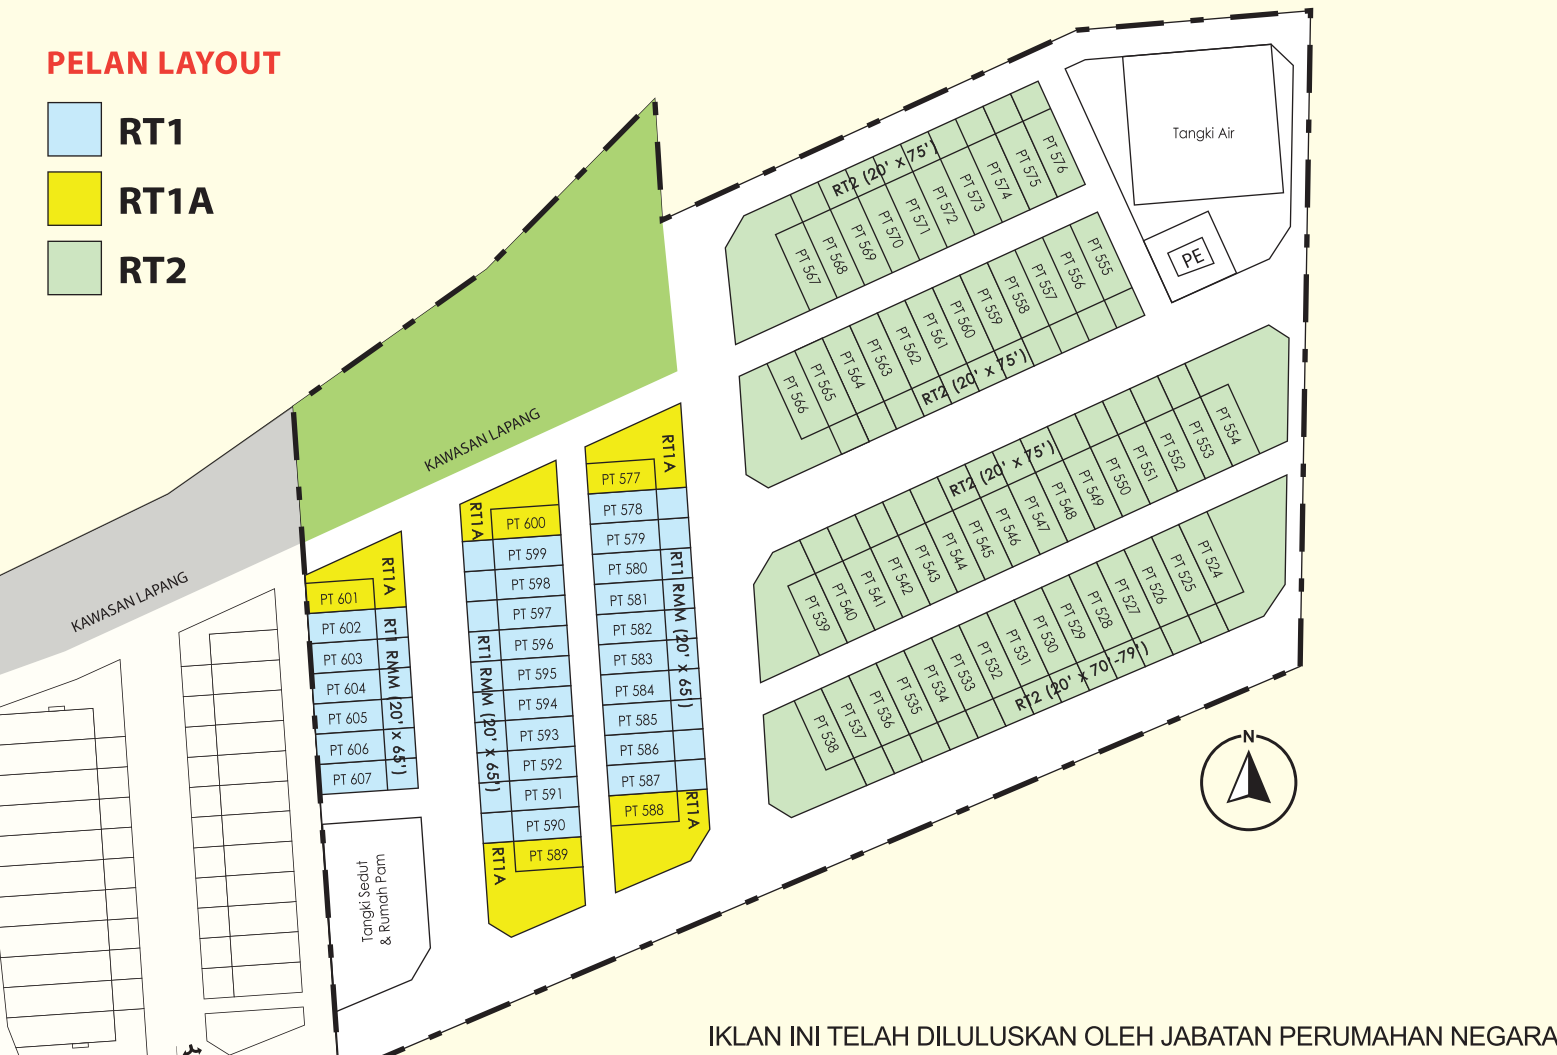 PELAN LAYOUT
RT1
RT1A
RT2
Tangki Air
PE
RT2 (20' x 75')
PT 567
PT 568
PT 569
PT 570
PT 571
PT 572
PT 573
PT 574
PT 575
PT 576
PT 566
PT 565
PT 564
PT 563
PT 562
PT 561
PT 560
PT 559
PT 558
PT 557
PT 556
PT 555
RT2 (20' x 75')
RT2 (20' x 75')
PT 539
PT 540
PT 541
PT 542
PT 543
PT 544
PT 545
PT 546
PT 547
PT 548
PT 549
PT 550
PT 551
PT 552
PT 553
PT 554
PT 538
PT 537
PT 536
PT 535
PT 534
PT 533
PT 532
PT 531
PT 530
PT 529
PT 528
PT 527
PT 526
PT 525
PT 524
RT2 (20' x 70'-79')
KAWASAN LAPANG
KAWASAN LAPANG
RT1A
PT 577
PT 578
PT 579
PT 580
PT 581
PT 582
PT 583
PT 584
PT 585
PT 586
PT 587
PT 588
RT1 RMM (20' x 65')
RT1A
RT1A
PT 600
PT 599
PT 598
PT 597
PT 596
PT 595
PT 594
PT 593
PT 592
PT 591
PT 590
PT 589
RT1 RMM (20' x 65')
RT1A
RT1A
PT 601
PT 602
PT 603
PT 604
PT 605
PT 606
PT 607
RT1 RMM (20' x 65')
Tangki Sedut
& Rumah Pam
N
IKLAN INI TELAH DILULUSKAN OLEH JABATAN PERUMAHAN NEGARA